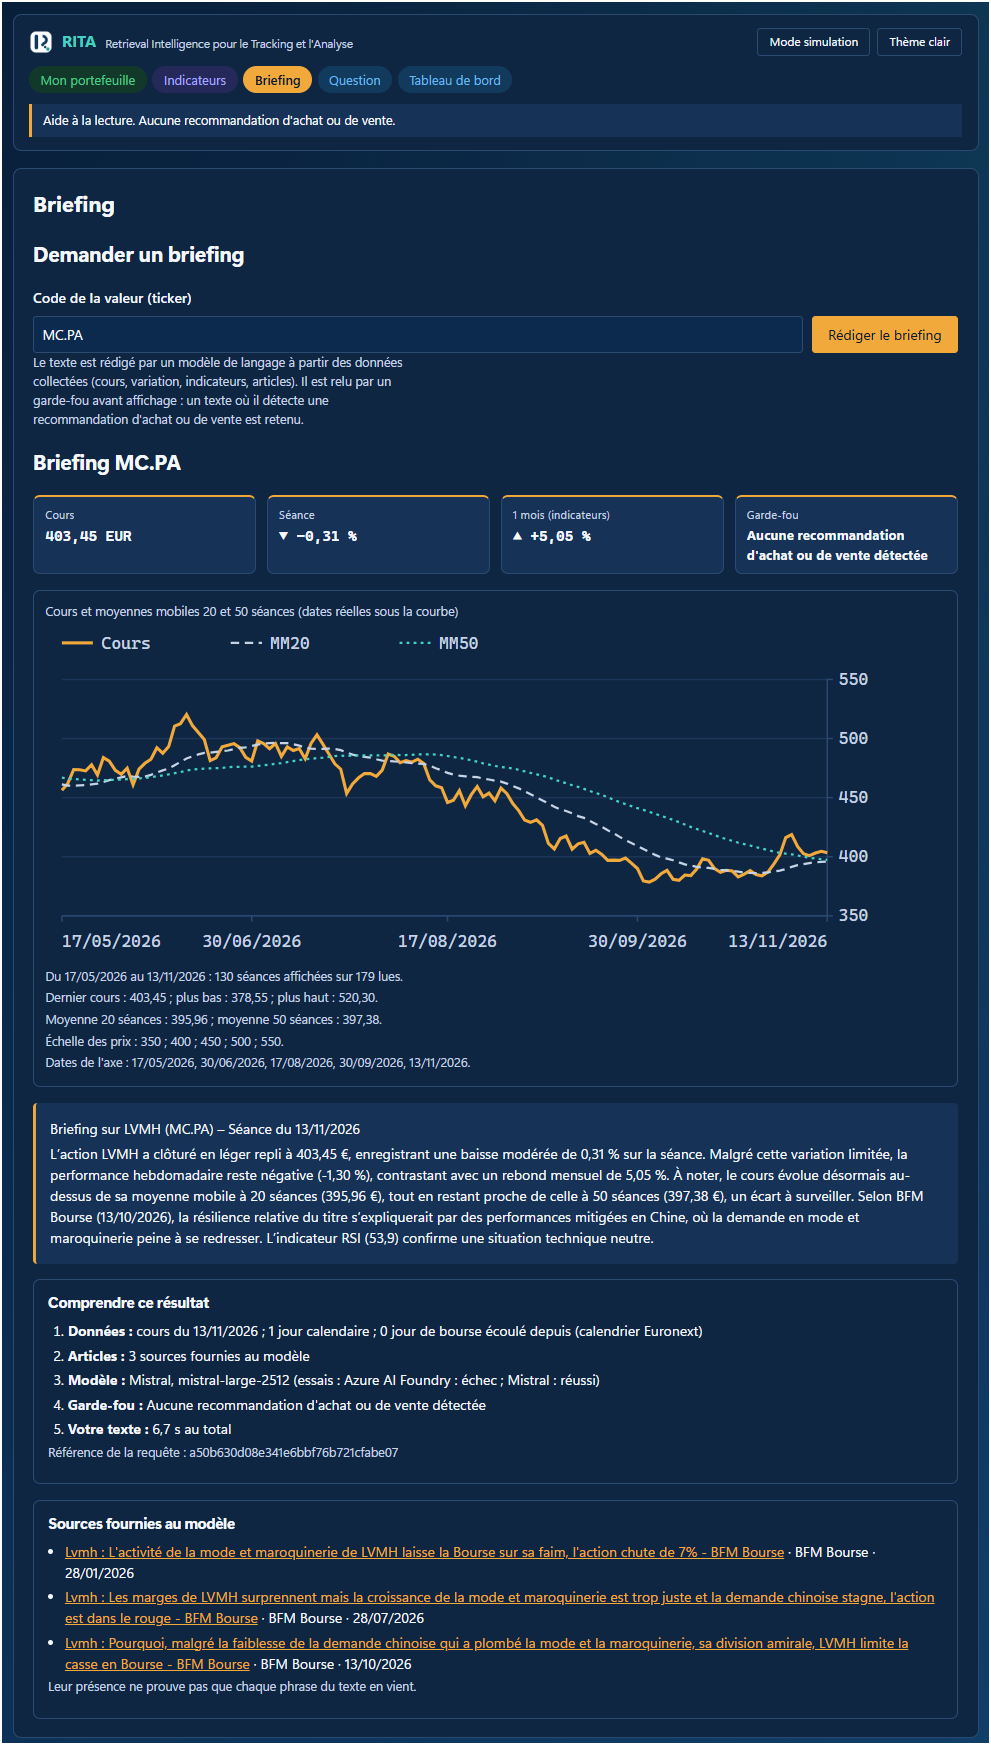 RITA Retrieval Intelligence pour le Tracking et l'Analyse
Mode simulation
Thème clair
Mon portefeuille
Indicateurs
Briefing
Question
Tableau de bord
Aide à la lecture. Aucune recommandation d'achat ou de vente.
Briefing
Demander un briefing
Code de la valeur (ticker)
MC.PA
Rédiger le briefing
Le texte est rédigé par un modèle de langage à partir des données
collectées (cours, variation, indicateurs, articles). Il est relu par un
garde-fou avant affichage : un texte où il détecte une
recommandation d'achat ou de vente est retenu.
Briefing MC.PA
Cours
403,45 EUR
Séance
▼ −0,31 %
1 mois (indicateurs)
▲ +5,05 %
Garde-fou
Aucune recommandation
d'achat ou de vente détectée
Cours et moyennes mobiles 20 et 50 séances (dates réelles sous la courbe)
Cours
MM20
MM50
550
500
450
400
350
17/05/2026
30/06/2026
17/08/2026
30/09/2026
13/11/2026
Du 17/05/2026 au 13/11/2026 : 130 séances affichées sur 179 lues.
Dernier cours : 403,45 ; plus bas : 378,55 ; plus haut : 520,30.
Moyenne 20 séances : 395,96 ; moyenne 50 séances : 397,38.
Échelle des prix : 350 ; 400 ; 450 ; 500 ; 550.
Dates de l'axe : 17/05/2026, 30/06/2026, 17/08/2026, 30/09/2026, 13/11/2026.
Briefing sur LVMH (MC.PA) – Séance du 13/11/2026
L’action LVMH a clôturé en léger repli à 403,45 €, enregistrant une baisse modérée de 0,31 % sur la séance. Malgré cette variation limitée, la
performance hebdomadaire reste négative (-1,30 %), contrastant avec un rebond mensuel de 5,05 %. À noter, le cours évolue désormais au-
dessus de sa moyenne mobile à 20 séances (395,96 €), tout en restant proche de celle à 50 séances (397,38 €), un écart à surveiller. Selon BFM
Bourse (13/10/2026), la résilience relative du titre s’expliquerait par des performances mitigées en Chine, où la demande en mode et
maroquinerie peine à se redresser. L’indicateur RSI (53,9) confirme une situation technique neutre.
Comprendre ce résultat
1. Données : cours du 13/11/2026 ; 1 jour calendaire ; 0 jour de bourse écoulé depuis (calendrier Euronext)
2. Articles : 3 sources fournies au modèle
3. Modèle : Mistral, mistral-large-2512 (essais : Azure AI Foundry : échec ; Mistral : réussi)
4. Garde-fou : Aucune recommandation d'achat ou de vente détectée
5. Votre texte : 6,7 s au total
Référence de la requête : a50b630d08e341e6bbf76b721cfabe07
Sources fournies au modèle
• Lvmh : L'activité de la mode et maroquinerie de LVMH laisse la Bourse sur sa faim, l'action chute de 7% - BFM Bourse · BFM Bourse ·
28/01/2026
• Lvmh : Les marges de LVMH surprennent mais la croissance de la mode et maroquinerie est trop juste et la demande chinoise stagne, l'action
est dans le rouge - BFM Bourse · BFM Bourse · 28/07/2026
• Lvmh : Pourquoi, malgré la faiblesse de la demande chinoise qui a plombé la mode et la maroquinerie, sa division amirale, LVMH limite la
casse en Bourse - BFM Bourse · BFM Bourse · 13/10/2026
Leur présence ne prouve pas que chaque phrase du texte en vient.